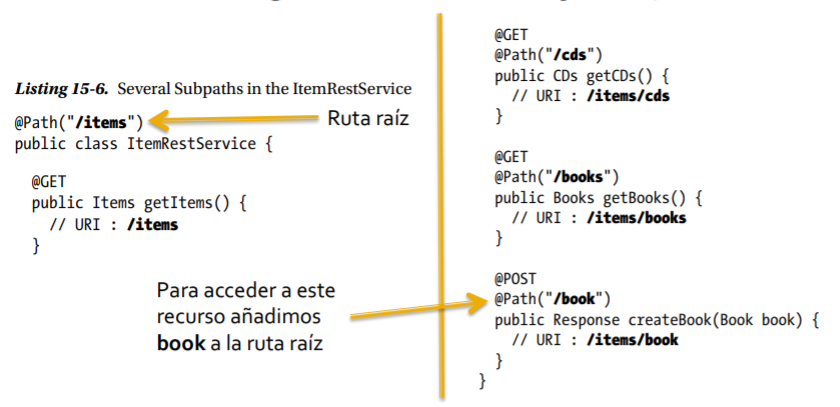 Listing 15-6. Several Subpaths in the ItemRestService
@Path("/items")
Ruta raíz
public class ItemRestService {
@GET
public Items getItems() {
// URI : /items
}
Para acceder a este
recurso añadimos
book a la ruta raíz
@GET
@Path("/cds")
public CDs getCDs() {
// URI : /items/cds
}
@GET
@Path("/books")
public Books getBooks() {
// URI : /items/books
}
@POST
@Path("/book")
public Response createBook(Book book) {
// URI : /items/book
}
}